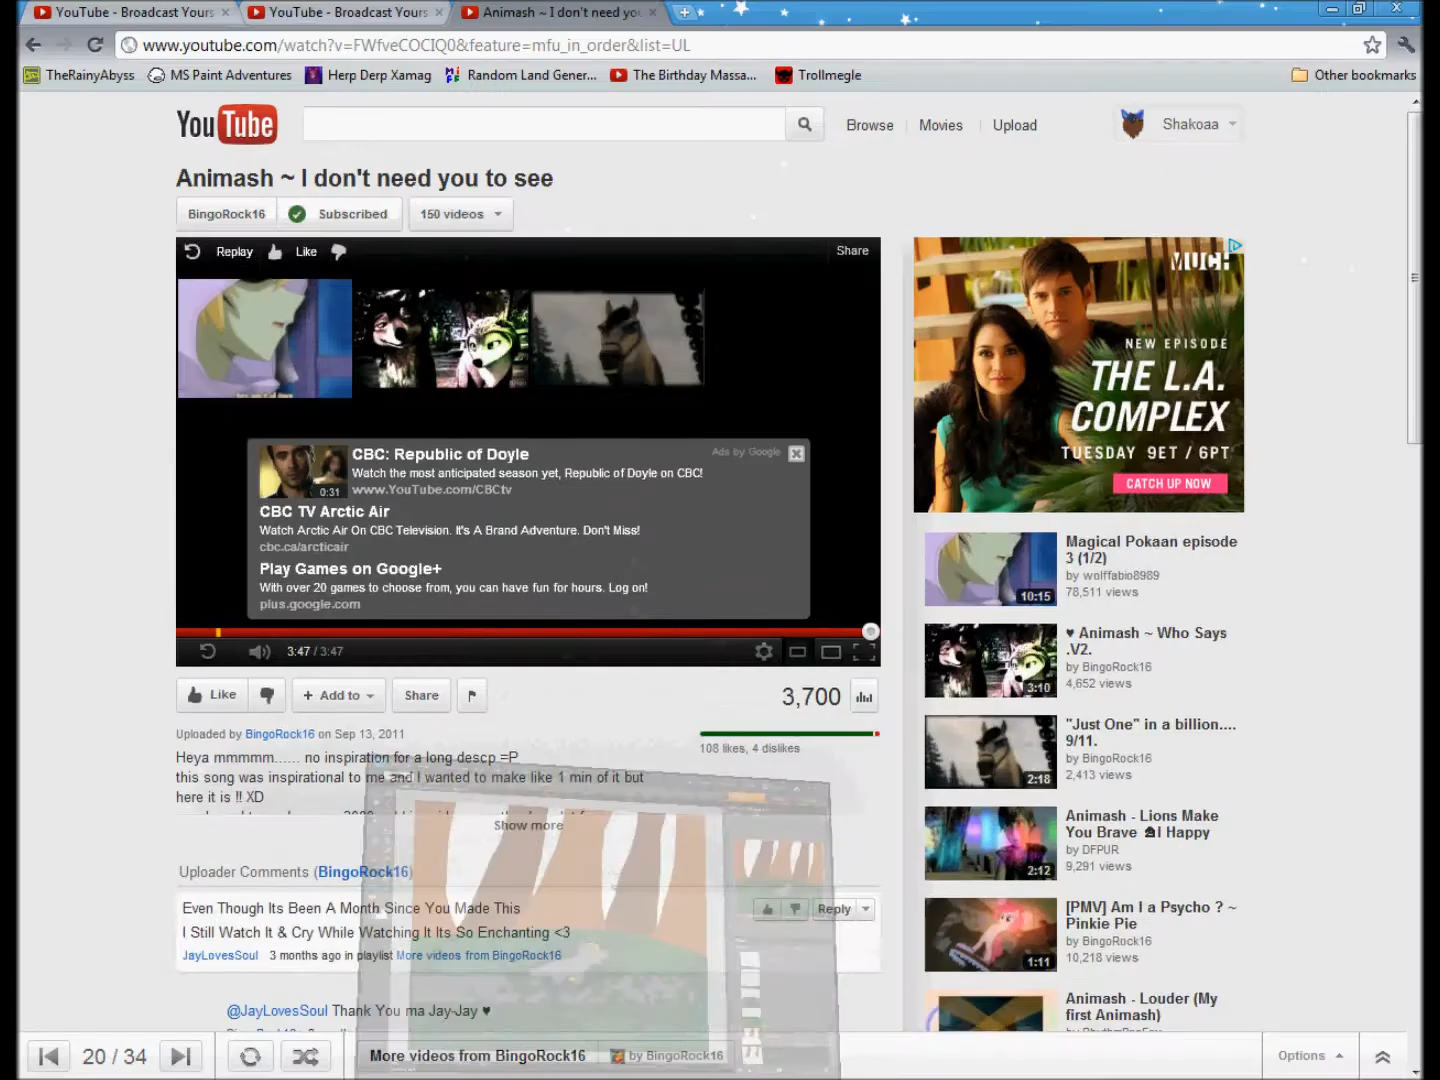 YouTube - Broadcast Yours
YouTube - Broadcast Yours
Animash ~ I don't need you
www.youtube.com/watch?v=FWfveCOCIQ0&feature=mfu_in_order&list=UL
TheRainyAbyss
MS Paint Adventures
Herp Derp Xamag
Random Land Gener...
The Birthday Massa...
Trollmegle
Other bookmarks
YouTube
Browse
Movies
Upload
Shakoaa
Animash ~ I don't need you to see
BingoRock16
Subscribed
150 videos
Replay
Like
Share
CBC: Republic of Doyle
Ads by Google
Watch the most anticipated season yet, Republic of Doyle on CBC!
0:31
www.YouTube.com/CBCtv
CBC TV Arctic Air
Watch Arctic Air On CBC Television. It's A Brand Adventure. Don't Miss!
cbc.ca/arcticair
Play Games on Google+
With over 20 games to choose from, you can have fun for hours. Log on!
plus.google.com
3:47 / 3:47
MUCH
NEW EPISODE
THE L.A.
COMPLEX
TUESDAY 9ET / 6PT
CATCH UP NOW
Like
+ Add to
Share
3,700
Uploaded by BingoRock16 on Sep 13, 2011
108 likes, 4 dislikes
Heya mmmmm...... no inspiration for a long descp =P
this song was inspirational to me and I wanted to make like 1 min of it but
here it is !! XD
Show more
Uploader Comments (BingoRock16)
Even Though Its Been A Month Since You Made This
I Still Watch It & Cry While Watching It Its So Enchanting <3
JayLovesSoul 3 months ago in playlist More videos from BingoRock16
Reply
@JayLovesSoul Thank You ma Jay-Jay ♥
Magical Pokaan episode
3 (1/2)
by wolffabio8989
78,511 views
10:15
♥ Animash ~ Who Says
.V2.
by BingoRock16
4,652 views
3:10
"Just One" in a billion....
9/11.
by BingoRock16
2,413 views
2:18
Animash - Lions Make
You Brave ☎I Happy
by DFPUR
9,291 views
2:12
[PMV] Am I a Psycho ? ~
Pinkie Pie
by BingoRock16
10,218 views
1:11
Animash - Louder (My
first Animash)
20 / 34
More videos from BingoRock16
by BingoRock16
Options